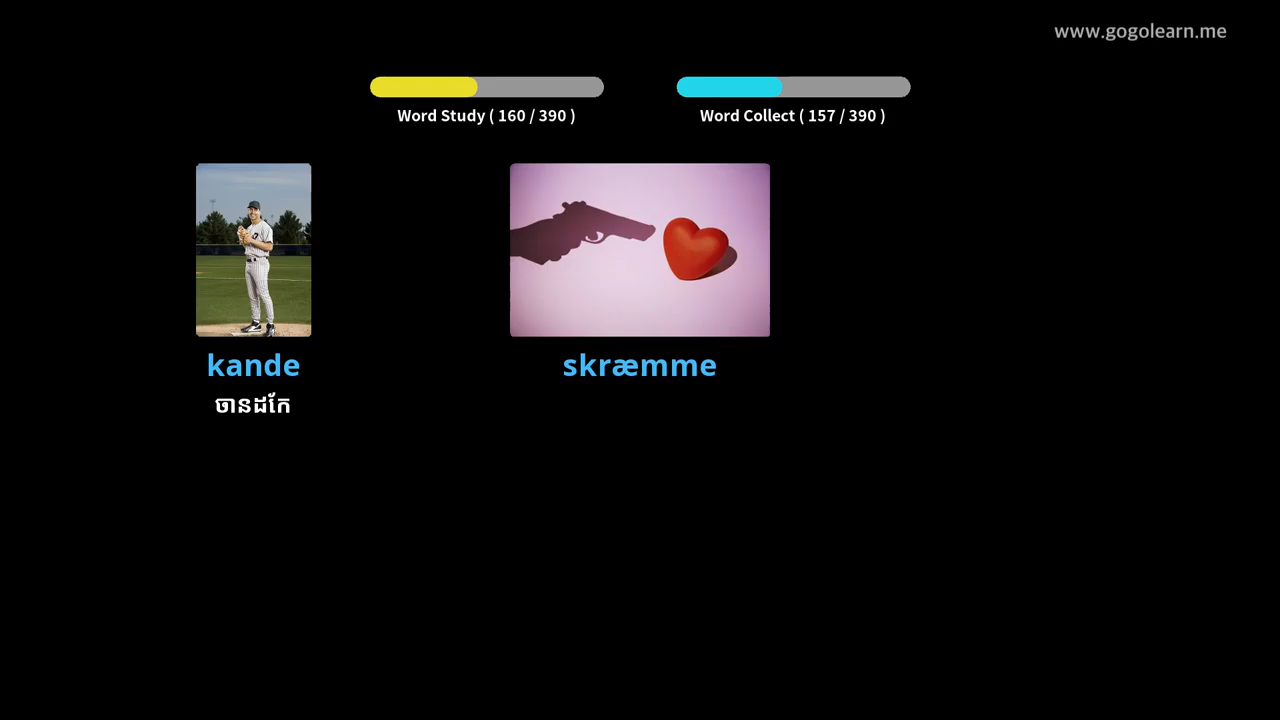 www.gogolearn.me
Word Study ( 160 / 390 )
Word Collect ( 157 / 390 )
kande
skræmme
ចានដកែ